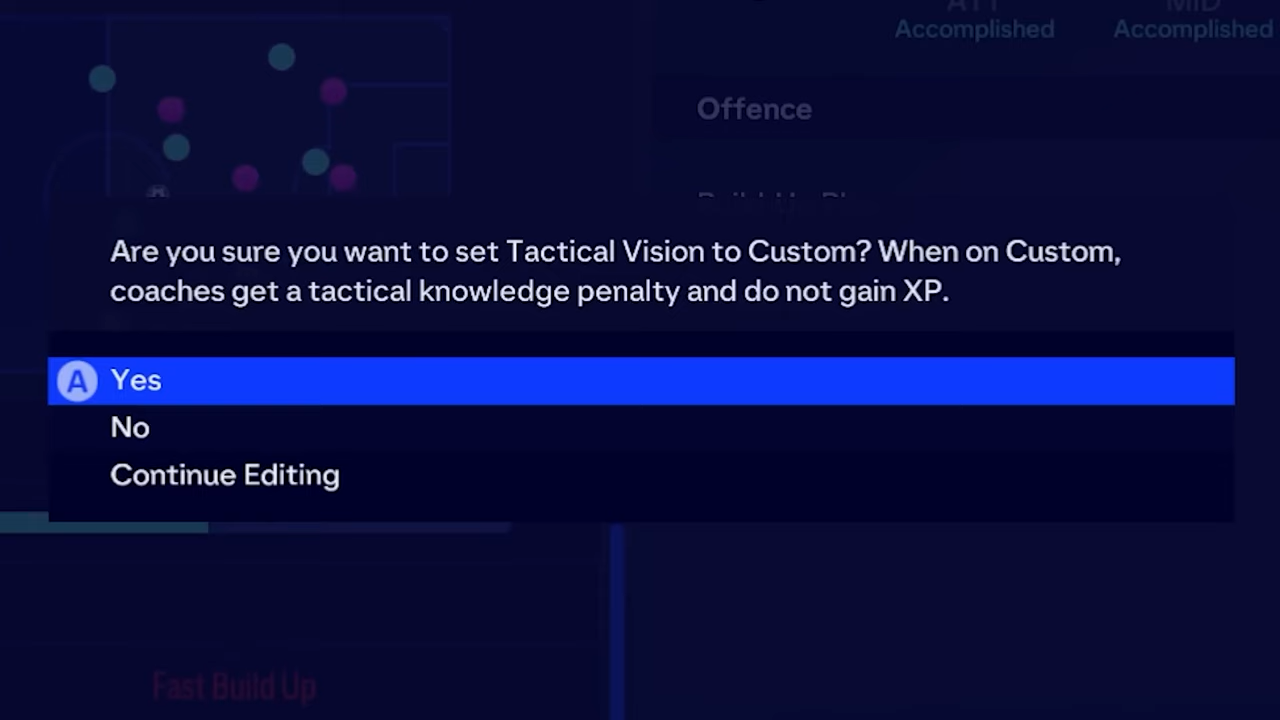 ATT MID
Accomplished Accomplished
Offence
Are you sure you want to set Tactical Vision to Custom? When on Custom,
coaches get a tactical knowledge penalty and do not gain XP.
A Yes
No
Continue Editing
Fast Build Up